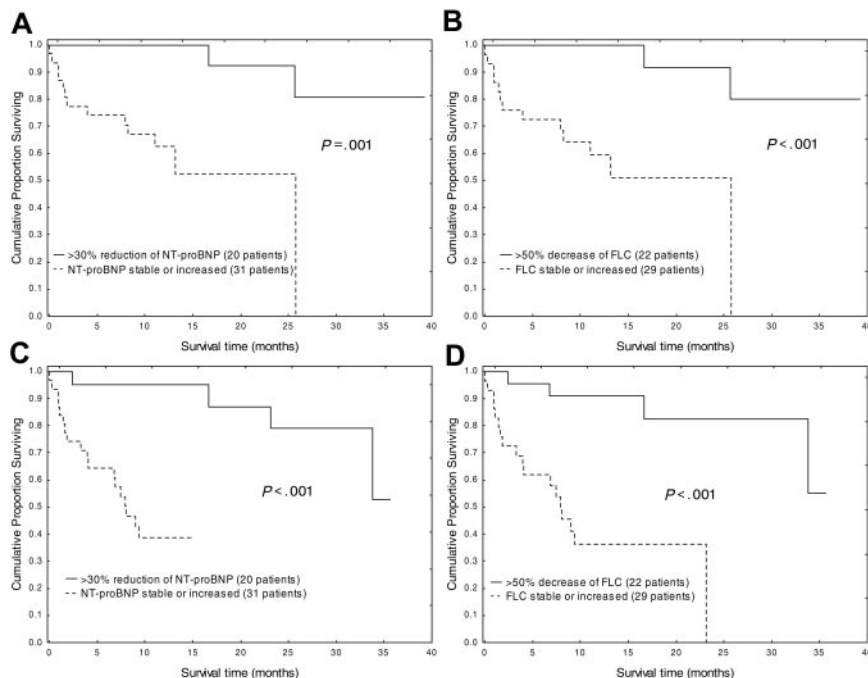 A
Cumulative Proportion Surviving
1.0
0.9
0.8
0.7
0.6
0.5
0.4
0.3
0.2
0.1
0.0
P=.001
>30% reduction of NT-proBNP (20 patients)
NT-proBNP stable or increased (31 patients)
0 5 10 15 20 25 30 35 40
Survival time (months)
B
Cumulative Proportion Surviving
1.0
0.9
0.8
0.7
0.6
0.5
0.4
0.3
0.2
0.1
0.0
P<.001
>50% decrease of FLC (22 patients)
FLC stable or increased (29 patients)
0 5 10 15 20 25 30 35 40
Survival time (months)
C
Cumulative Proportion Surviving
1.0
0.9
0.8
0.7
0.6
0.5
0.4
0.3
0.2
0.1
0.0
P<.001
>30% reduction of NT-proBNP (20 patients)
NT-proBNP stable or increased (31 patients)
0 5 10 15 20 25 30 35 40
Survival time (months)
D
Cumulative Proportion Surviving
1.0
0.9
0.8
0.7
0.6
0.5
0.4
0.3
0.2
0.1
0.0
P<.001
>50% decrease of FLC (22 patients)
FLC stable or increased (29 patients)
0 5 10 15 20 25 30 35 40
Survival time (months)